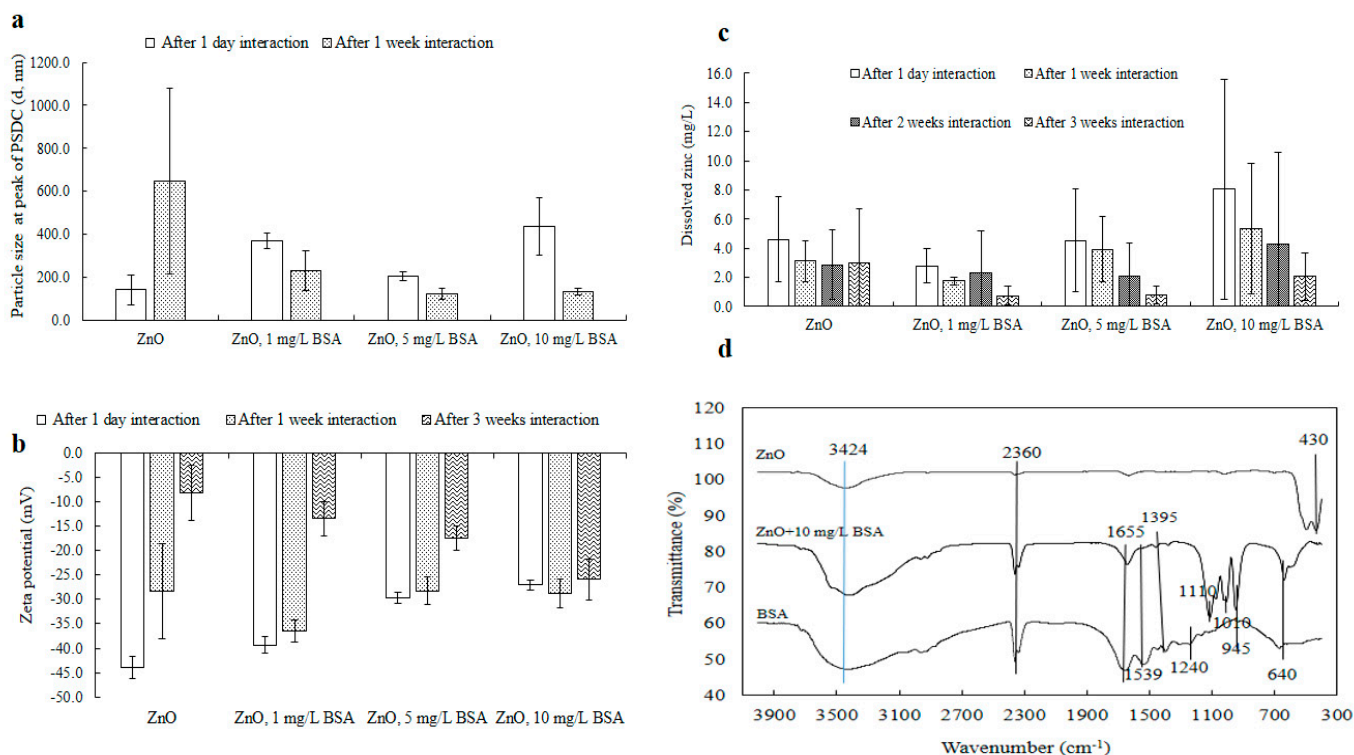 a
After 1 day interaction After 1 week interaction
Particle size at peak of PSDC (d, nm)
1200.0
1000.0
800.0
600.0
400.0
200.0
0.0
ZnO ZnO, 1 mg/L BSA ZnO, 5 mg/L BSA ZnO, 10 mg/L BSA
b
After 1 day interaction After 1 week interaction After 3 weeks interaction
Zeta potential (mV)
0.0
-5.0
-10.0
-15.0
-20.0
-25.0
-30.0
-35.0
-40.0
-45.0
-50.0
ZnO ZnO, 1 mg/L BSA ZnO, 5 mg/L BSA ZnO, 10 mg/L BSA
c
After 1 day interaction After 1 week interaction
After 2 weeks interaction After 3 weeks interaction
Dissolved zinc (mg/L)
16.0
14.0
12.0
10.0
8.0
6.0
4.0
2.0
0.0
ZnO ZnO, 1 mg/L BSA ZnO, 5 mg/L BSA ZnO, 10 mg/L BSA
d
Transmittance (%)
120
110
100
90
80
70
60
50
40
ZnO
3424
2360
430
ZnO+10 mg/L BSA
1655
1395
1110
1010
BSA
1539
1240
945
640
3900 3500 3100 2700 2300 1900 1500 1100 700 300
Wavenumber (cm⁻¹)